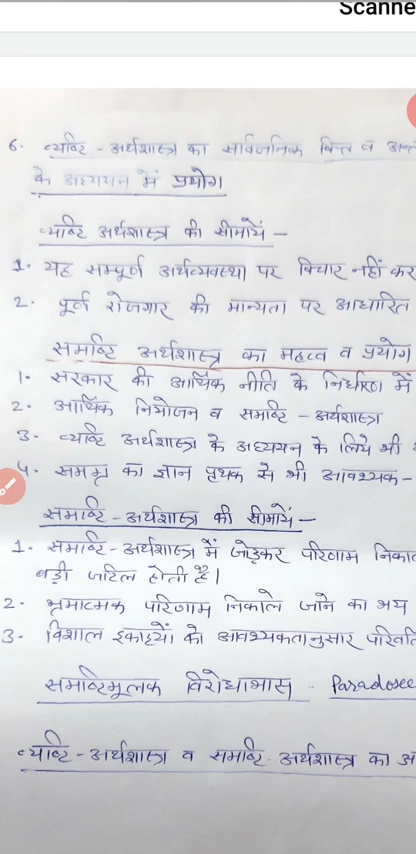 Scanne
6. व्यष्टि - अर्थशास्त्र का सार्वजनिक वित्त व
के अध्ययन में प्रयोग
व्यष्टि अर्थशास्त्र की सीमायें -
1. यह सम्पूर्ण अर्थव्यवस्था पर विचार नहीं कर
2. पूर्ण रोजगार की मान्यता पर आधारित
समष्टि अर्थशास्त्र का महत्व व प्रयोग
1. सरकार की आर्थिक नीति के निर्धारण में
2. आर्थिक नियोजन व समष्टि - अर्थशास्त्र
3. व्यष्टि अर्थशास्त्र के अध्ययन के लिये भी
4. समग्र का ज्ञान पृथक से भी आवश्यक -
समष्टि - अर्थशास्त्र की सीमायें -
1. समष्टि - अर्थशास्त्र में जोड़कर परिणाम
बड़ी जटिल होती है।
2. भ्रमात्मक परिणाम निकाले जाने का भय
3. विशाल इकाइयों को आवश्यकतानुसार
समष्टिमूलक विरोधाभास
व्यष्टि - अर्थशास्त्र व समष्टि - अर्थशास्त्र का